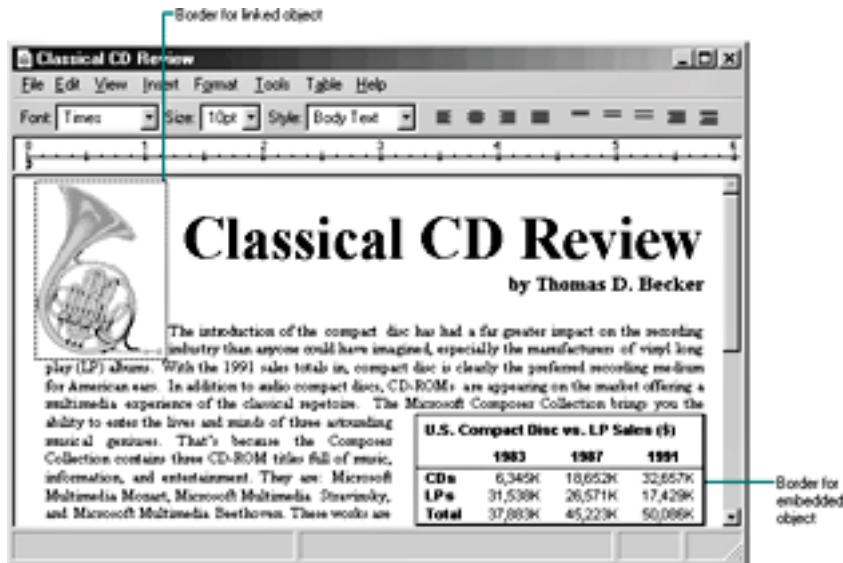 Border for linked object
Classical CD Review
File Edit View Insert Format Tools Table Help
Font: Times Size: 10pt Style: Body Text
0 1 2 3 4 5 6
Classical CD Review
by Thomas D. Becker
The introduction of the compact disc has had a far greater impact on the recording
industry than anyone could have imagined, especially the manufacturers of vinyl long
play (LP) albums. With the 1991 sales totals in, compact disc is clearly the preferred recording medium
for American ears. In addition to audio compact discs, CD-ROMs are appearing on the market offering a
multimedia experience of the classical repetoire. The Microsoft Composer Collection brings you the
ability to enter the lives and minds of three astounding
musical geniuses. That's because the Composer
Collection contains three CD-ROM titles full of music,
information, and entertainment. They are: Microsoft
Multimedia Mozart, Microsoft Multimedia Stravinsky,
and Microsoft Multimedia Beethoven. These works are
U.S. Compact Disc vs. LP Sales ($)
1983 1987 1991
CDs 6,345K 18,652K 32,657K
LPs 31,538K 26,571K 17,429K
Total 37,883K 45,223K 50,086K
Border for
embedded
object